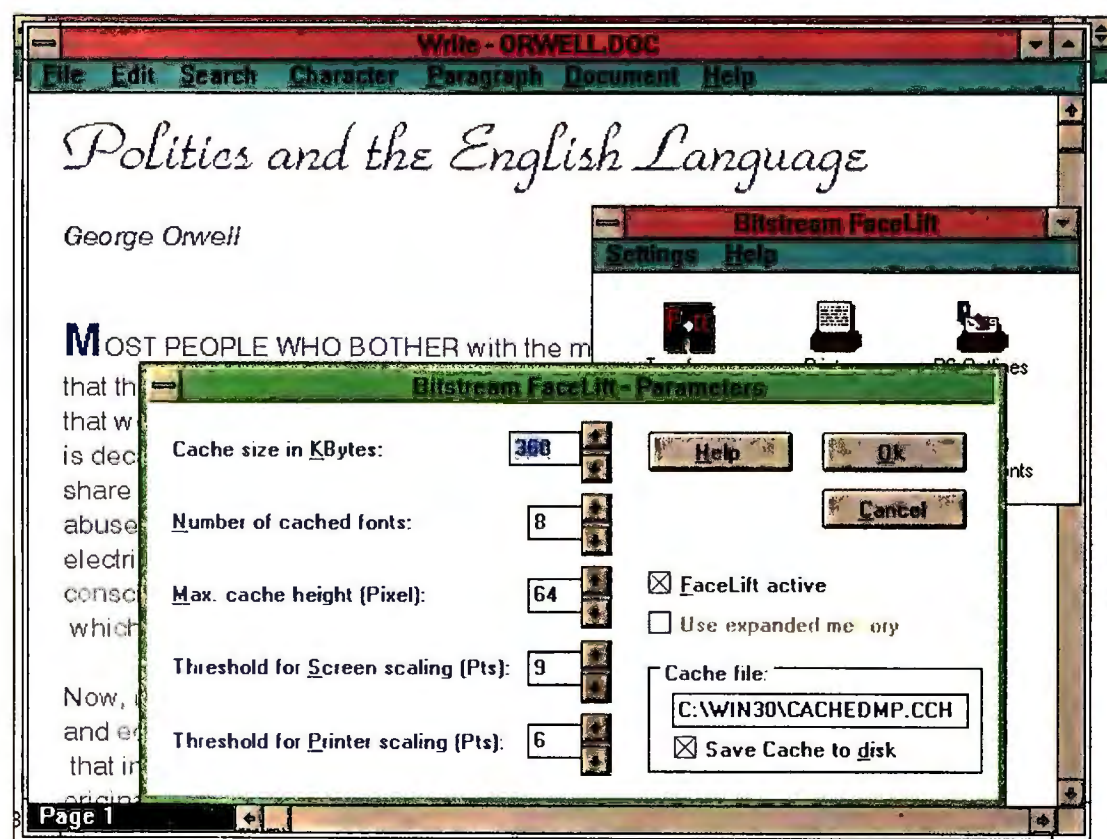 Write - ORWELL.DOC
File Edit Search Character Paragraph Document Help
Politics and the English Language
George Orwell
Bitstream FaceLift
Settings Help
MOST PEOPLE WHO BOTHER with the m
that th
that w
is dec
share
abuse
electri
consci
which
Now,
and e
that in
Bitstream FaceLift - Parameters
Cache size in KBytes: 360
Number of cached fonts: 8
Max. cache height (Pixel): 64
Threshold for Screen scaling (Pts): 9
Threshold for Printer scaling (Pts): 6
Help Ok
Cancel
FaceLift active
Use expanded me ory
Cache file:
C:\WIN30\CACHEDMP.CCH
Save Cache to disk
Page 1